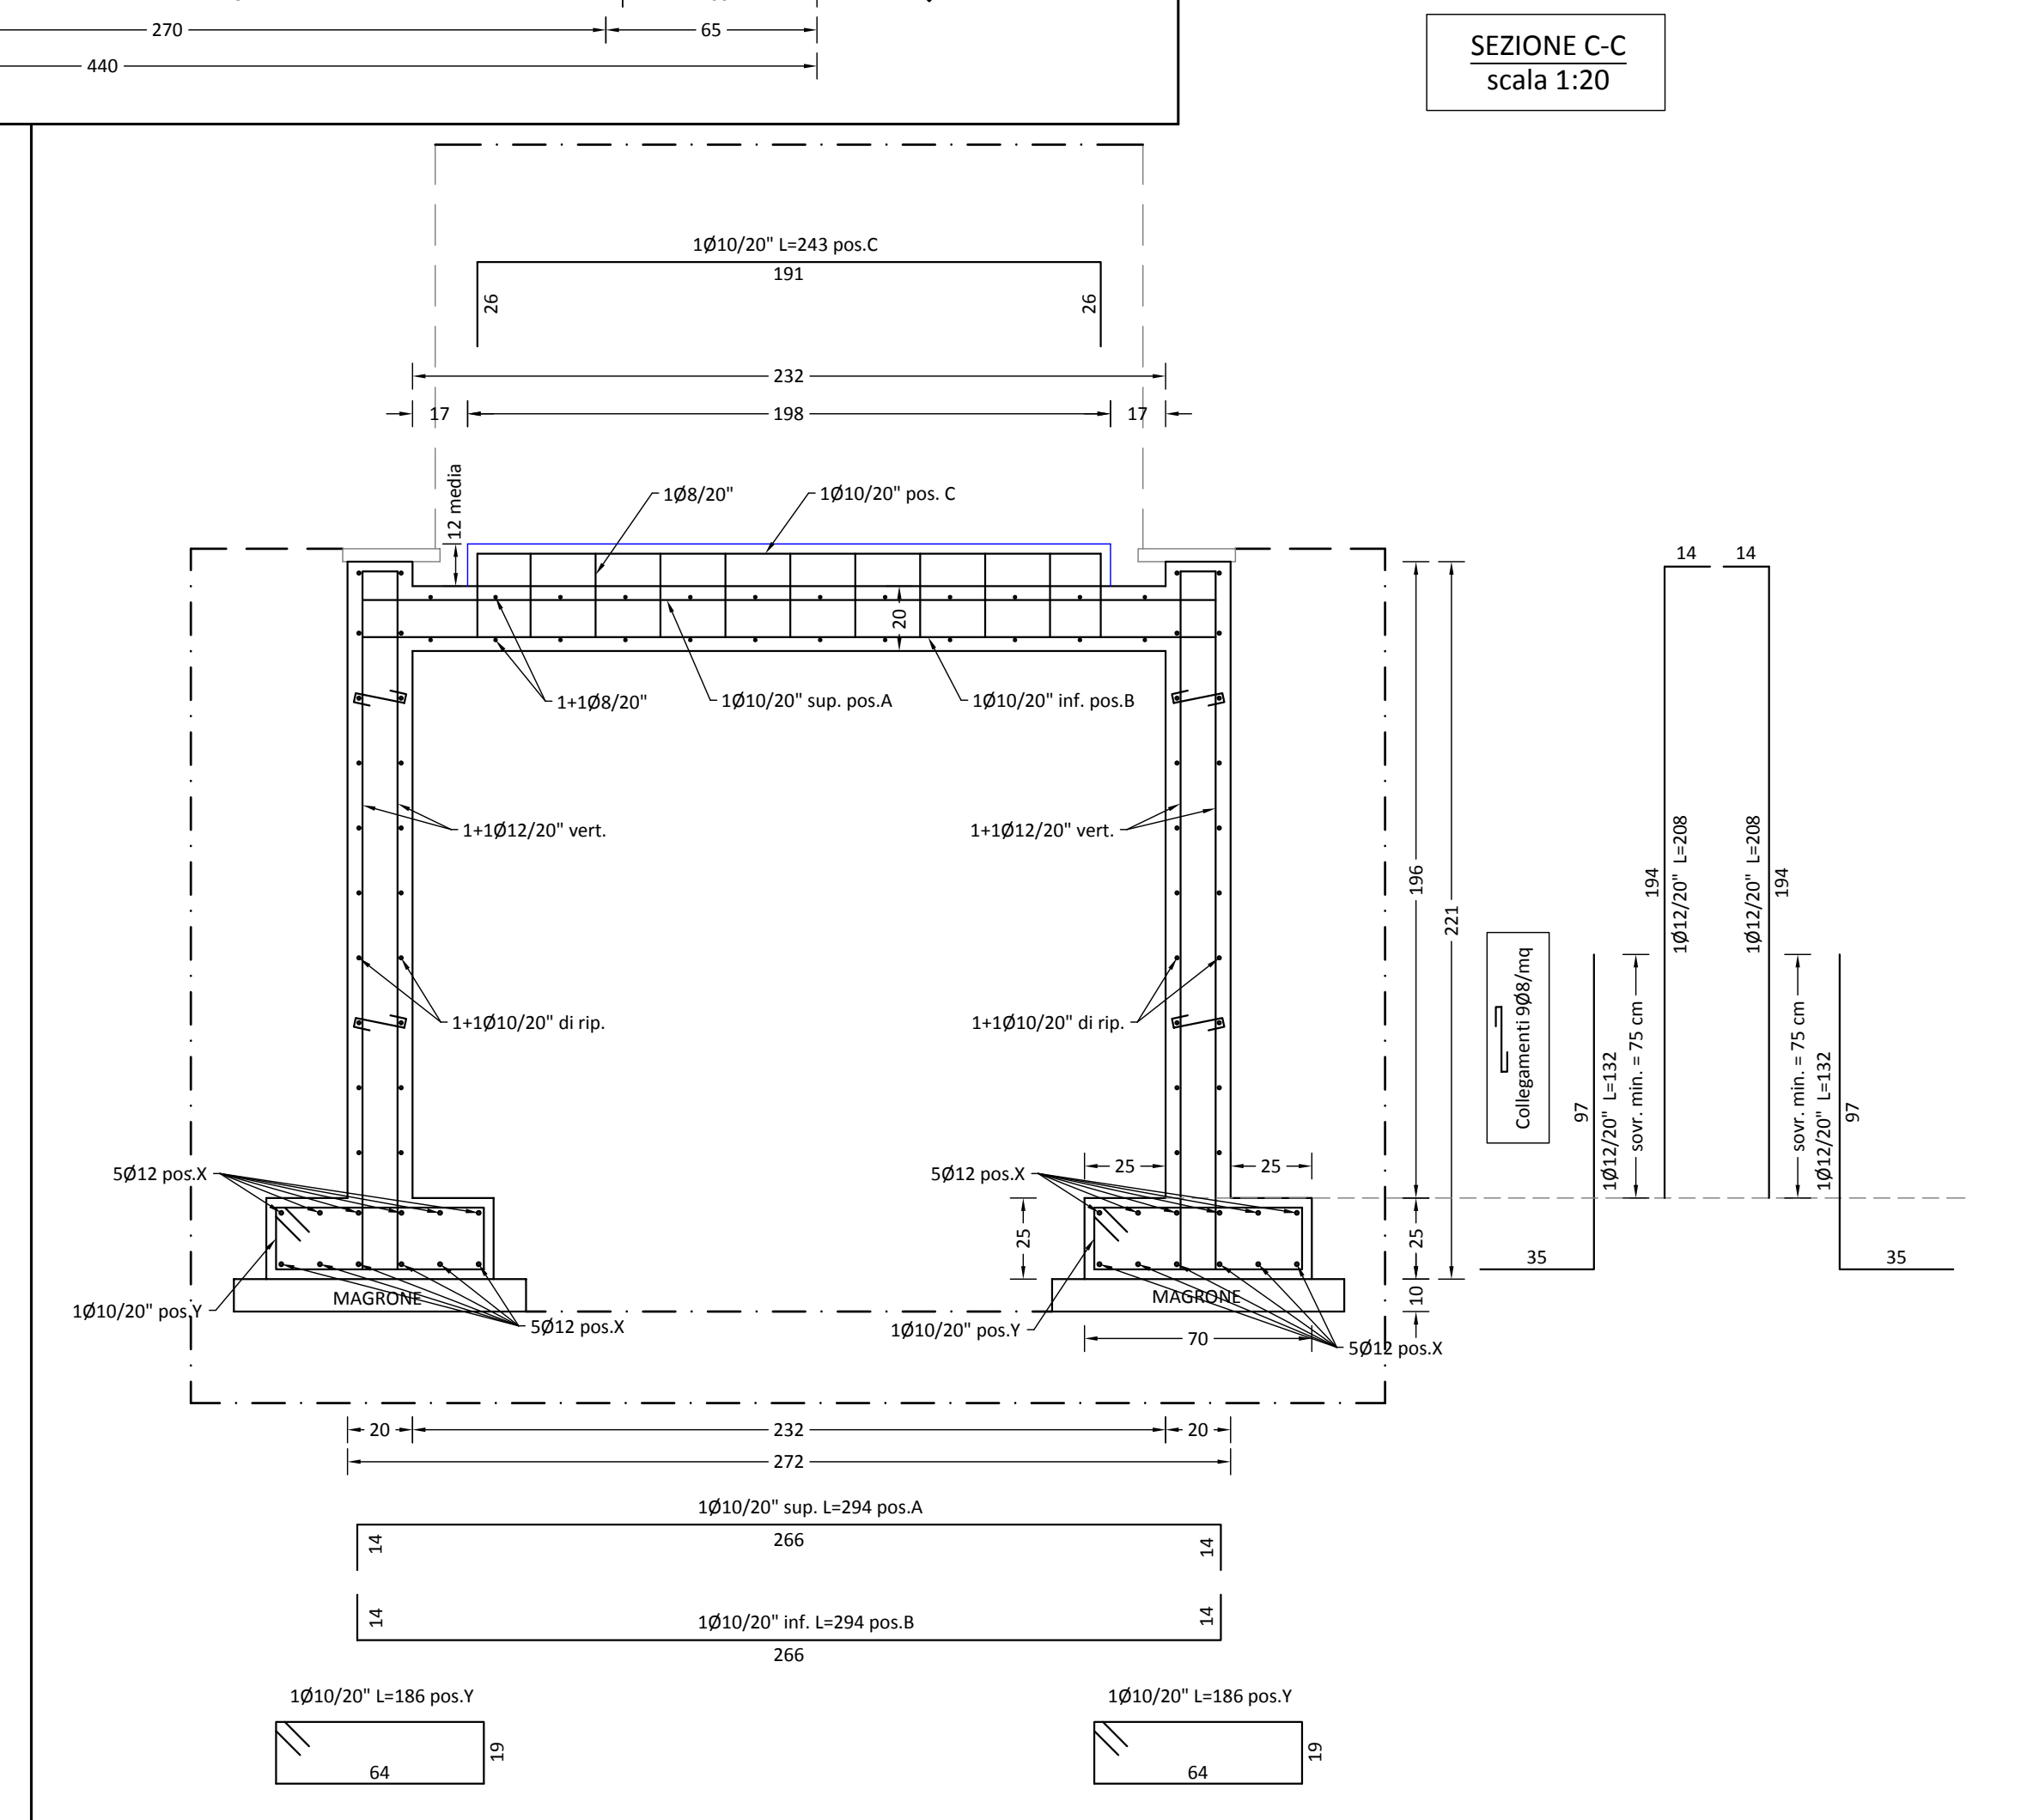 270
65
440
SEZIONE C-C
scala 1:20
1Ø10/20" L=243 pos.C
191
26
26
232
17
198
17
12 media
1Ø8/20"
1Ø10/20" pos. C
20
1+1Ø8/20"
1Ø10/20" sup. pos.A
1Ø10/20" inf. pos.B
1+1Ø12/20" vert.
1+1Ø12/20" vert.
1+1Ø10/20" di rip.
1+1Ø10/20" di rip.
196
221
14
14
194
1Ø12/20" L=208
1Ø12/20" L=208
194
Collegamenti 9Ø8/mq
97
1Ø12/20" L=132
sovr. min. = 75 cm
sovr. min. = 75 cm
1Ø12/20" L=132
97
35
35
5Ø12 pos.X
5Ø12 pos.X
25
25
25
25
10
MAGRONE
MAGRONE
1Ø10/20" pos.Y
5Ø12 pos.X
1Ø10/20" pos.Y
70
5Ø12 pos.X
20
232
20
272
1Ø10/20" sup. L=294 pos.A
14
266
14
14
1Ø10/20" inf. L=294 pos.B
14
266
1Ø10/20" L=186 pos.Y
1Ø10/20" L=186 pos.Y
64
19
64
19